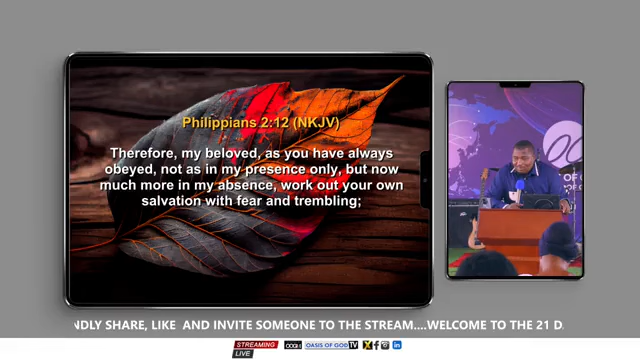 Philippians 2:12 (NKJV)
Therefore, my beloved, as you have always
obeyed, not as in my presence only, but now
much more in my absence, work out your own
salvation with fear and trembling;
NDLY SHARE, LIKE AND INVITE SOMEONE TO THE STREAM....WELCOME TO THE 21 D
STREAMING
LIVE
OASIS OF GOD TV